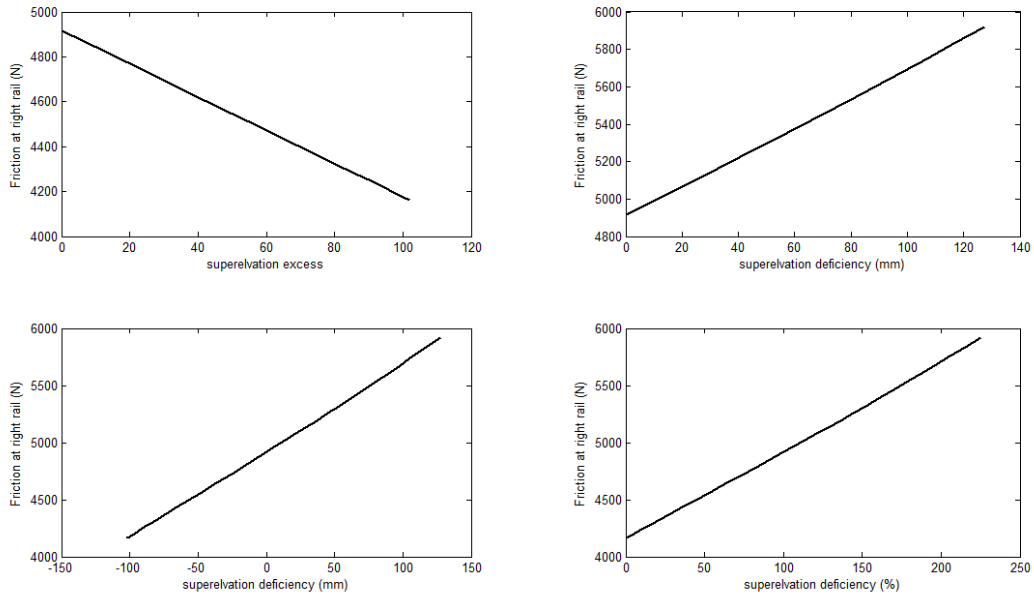 5000
4800
4600
4400
4200
4000
0 20 40 60 80 100 120
Friction at right rail (N)
superelvation excess
6000
5800
5600
5400
5200
5000
4800
0 20 40 60 80 100 120 140
Friction at right rail (N)
superelvation deficiency (mm)
6000
5500
5000
4500
4000
-150 -100 -50 0 50 100 150
Friction at right rail (N)
superelvation deficiency (mm)
6000
5500
5000
4500
4000
0 50 100 150 200 250
Friction at right rail (N)
superelvation deficiency (%)